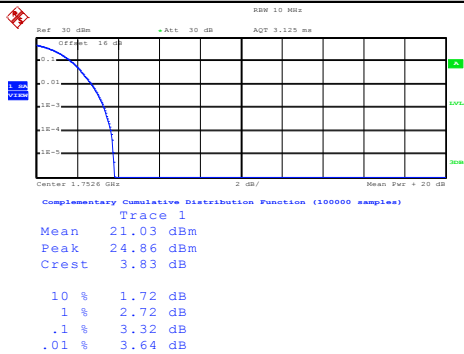 RBW 10 MHz
Ref 30 dBm *Att 30 dB AQT 3.125 ms
Offset 16 dB
0.1
A
0.01
1 SA
VIEW
1E-3
LVL
1E-4
1E-5
3DB
Center 1.7526 GHz 2 dB/ Mean Pwr + 20 dB
Complementary Cumulative Distribution Function (100000 samples)
Trace 1
Mean 21.03 dBm
Peak 24.86 dBm
Crest 3.83 dB
10 % 1.72 dB
1 % 2.72 dB
.1 % 3.32 dB
.01 % 3.64 dB